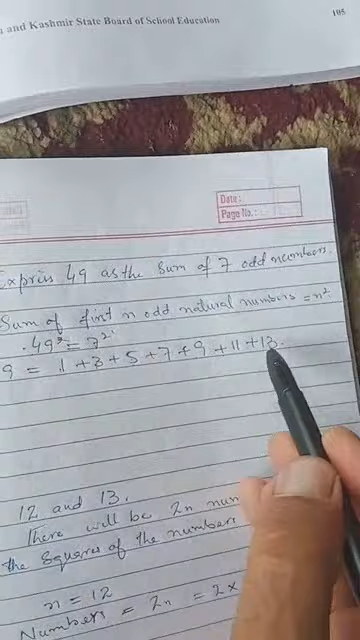 and Kashmir State Board of School Education
105
Date:
Page No.:
Express 49 as the sum of 7 odd numbers.
Sum of first n odd natural numbers = n²
49² = 7²
9 = 1 + 3 + 5 + 7 + 9 + 11 + 13.
12 and 13.
There will be 2n num
the squares of the numbers
n = 12
Numbers = 2n = 2×